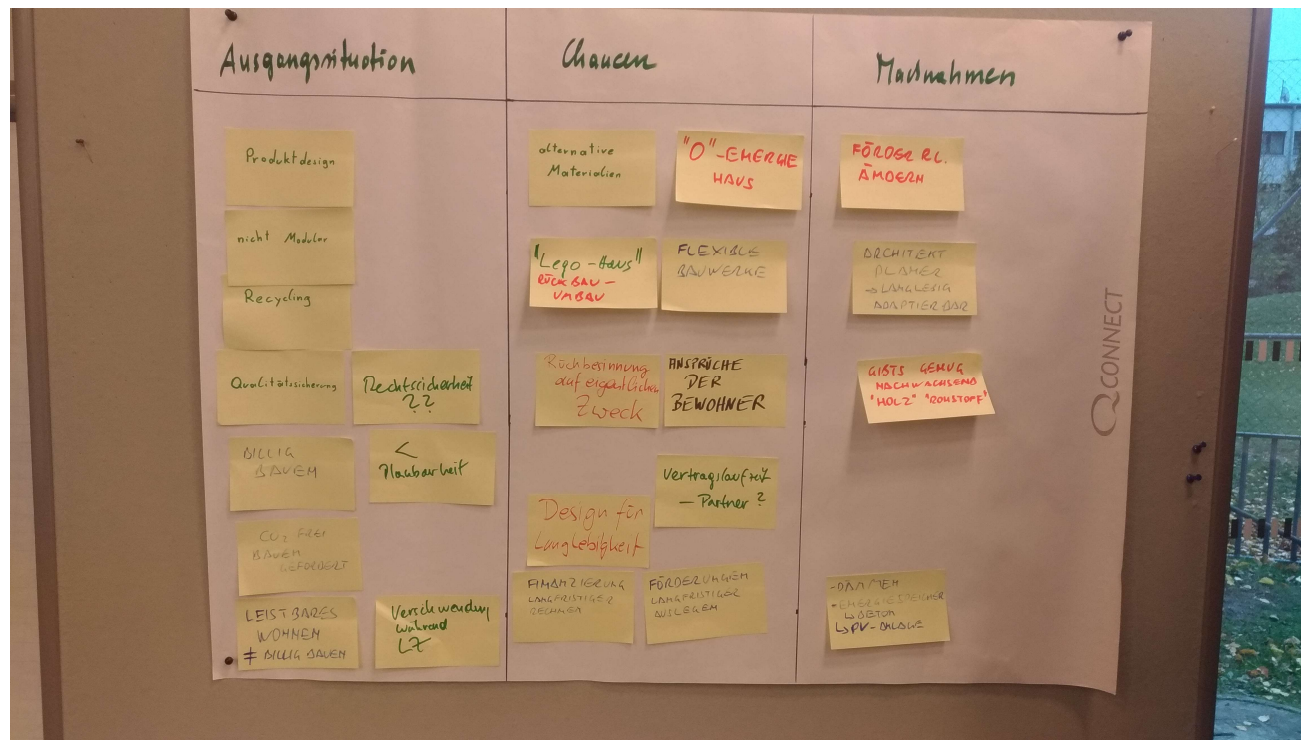 Ausgangssituation
Produktdesign
nicht Modular
Recycling
Qualitätssicherung
Rechtssicherheit
??
BILLIG
BAUEN
<
Planbarkeit
CO2 FREI
BAUEN
GEFORDERT
LEISTBARES
WOHNEN
≠ BILLIG BAUEN
Verschwendung
während
LZ
Chancen
alternative
Materialien
"0"-ENERGIE
HAUS
"Lego-Haus"
RÜCKBAU -
UMBAU
FLEXIBLE
BAUWERKE
Rückbesinnung
auf eigentlichen
Zweck
ANSPRÜCHE
DER
BEWOHNER
Vertragslaufzeit
- Partner ?
Design für
Langlebigkeit
FINANZIERUNG
LANGFRISTIGER
RECHNEN
FÖRDERUNGEN
LANGFRISTIGER
AUSLEGEN
Maßnahmen
FÖRDER RL.
ÄNDERN
ARCHITEKT
PLANER
→ LANGLEBIG
ADAPTIERBAR
GIBTS GENUG
NACHWACHSEND
"HOLZ" "ROHSTOFF"
- DÄMMEN
- ENERGIESPEICHER
↳ BETON
↳ PV-ANLAGE
CONNECT